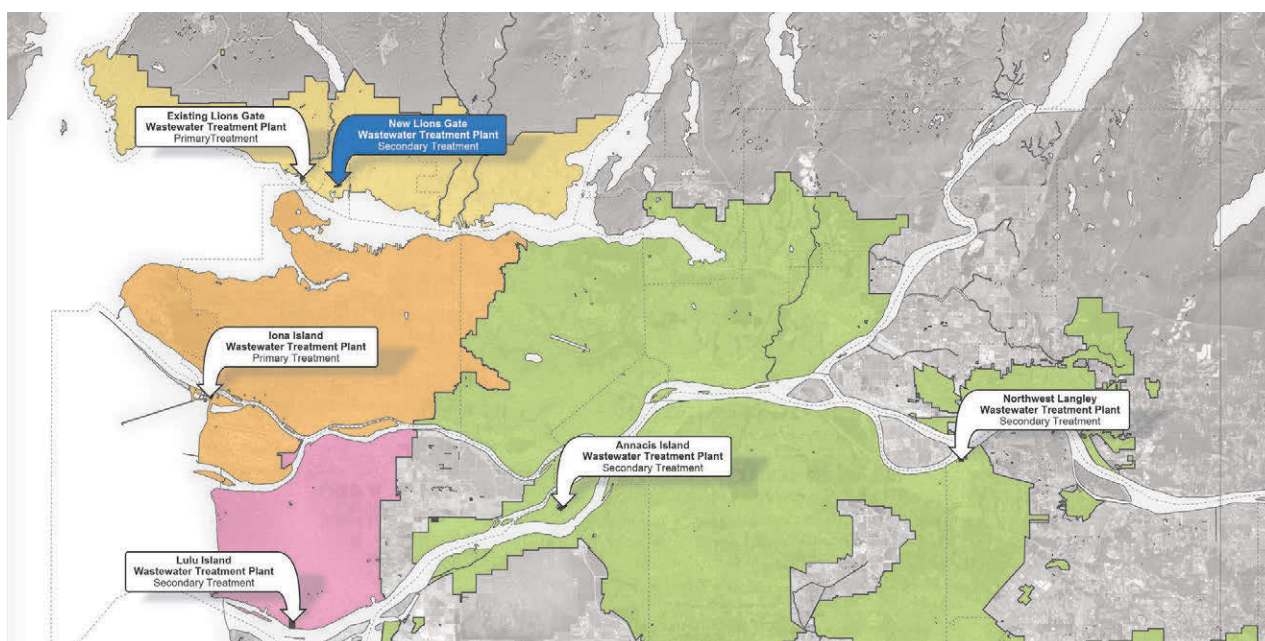 Existing Lions Gate
Wastewater Treatment Plant
PrimaryTreatment
New Lions Gate
Wastewater Treatment Plant
Secondary Treatment
Iona Island
Wastewater Treatment Plant
Primary Treatment
Northwest Langley
Wastewater Treatment Plant
Secondary Treatment
Annacis Island
Wastewater Treatment Plant
Secondary Treatment
Lulu Island
Wastewater Treatment Plant
Secondary Treatment